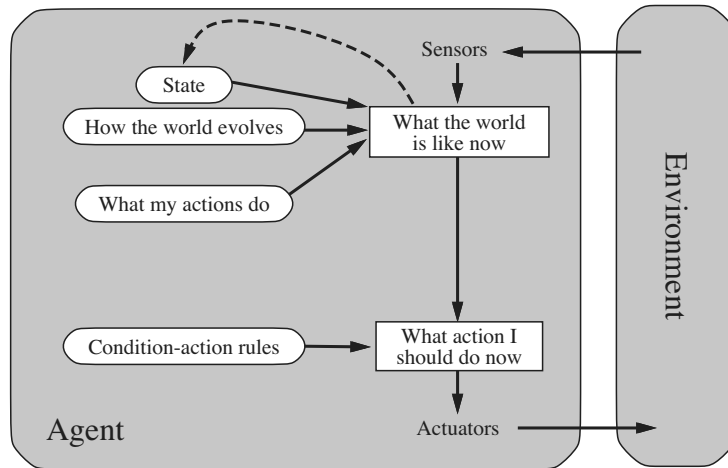 Sensors
State
How the world evolves
What the world
is like now
What my actions do
Condition-action rules
What action I
should do now
Agent
Actuators
Environment